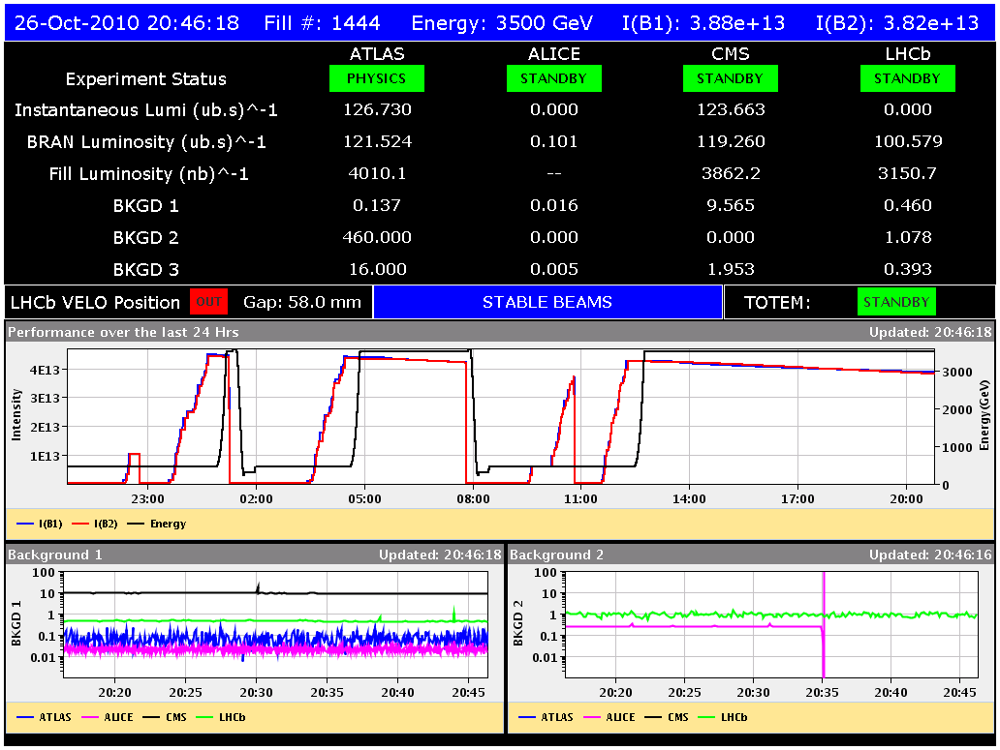 26-Oct-2010 20:46:18 Fill #: 1444 Energy: 3500 GeV I(B1): 3.88e+13 I(B2): 3.82e+13
ATLAS ALICE CMS LHCb
Experiment Status PHYSICS STANDBY STANDBY STANDBY
Instantaneous Lumi (ub.s)^-1 126.730 0.000 123.663 0.000
BRAN Luminosity (ub.s)^-1 121.524 0.101 119.260 100.579
Fill Luminosity (nb)^-1 4010.1 -- 3862.2 3150.7
BKGD 1 0.137 0.016 9.565 0.460
BKGD 2 460.000 0.000 0.000 1.078
BKGD 3 16.000 0.005 1.953 0.393
LHCb VELO Position OUT Gap: 58.0 mm STABLE BEAMS TOTEM: STANDBY
Performance over the last 24 Hrs Updated: 20:46:18
Intensity
4E13
3E13
2E13
1E13
3000
2000
1000
0
Energy (GeV)
23:00 02:00 05:00 08:00 11:00 14:00 17:00 20:00
I(B1) I(B2) Energy
Background 1 Updated: 20:46:18
BKGD 1
100
10
1
0.1
0.01
20:20 20:25 20:30 20:35 20:40 20:45
ATLAS ALICE CMS LHCb
Background 2 Updated: 20:46:16
BKGD 2
100
10
1
0.1
0.01
20:20 20:25 20:30 20:35 20:40 20:45
ATLAS ALICE CMS LHCb